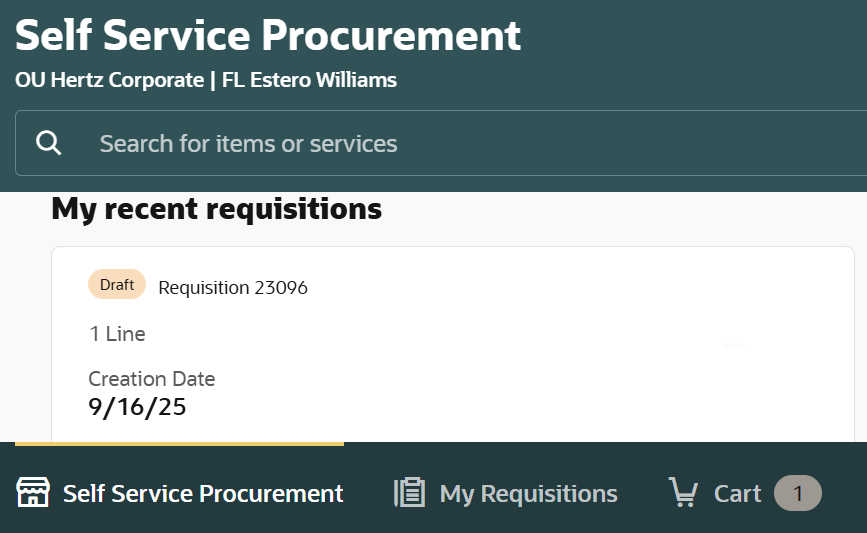 Self Service Procurement
OU Hertz Corporate | FL Estero Williams
Search for items or services
My recent requisitions
Draft Requisition 23096
1 Line
Creation Date
9/16/25
Self Service Procurement My Requisitions Cart 1